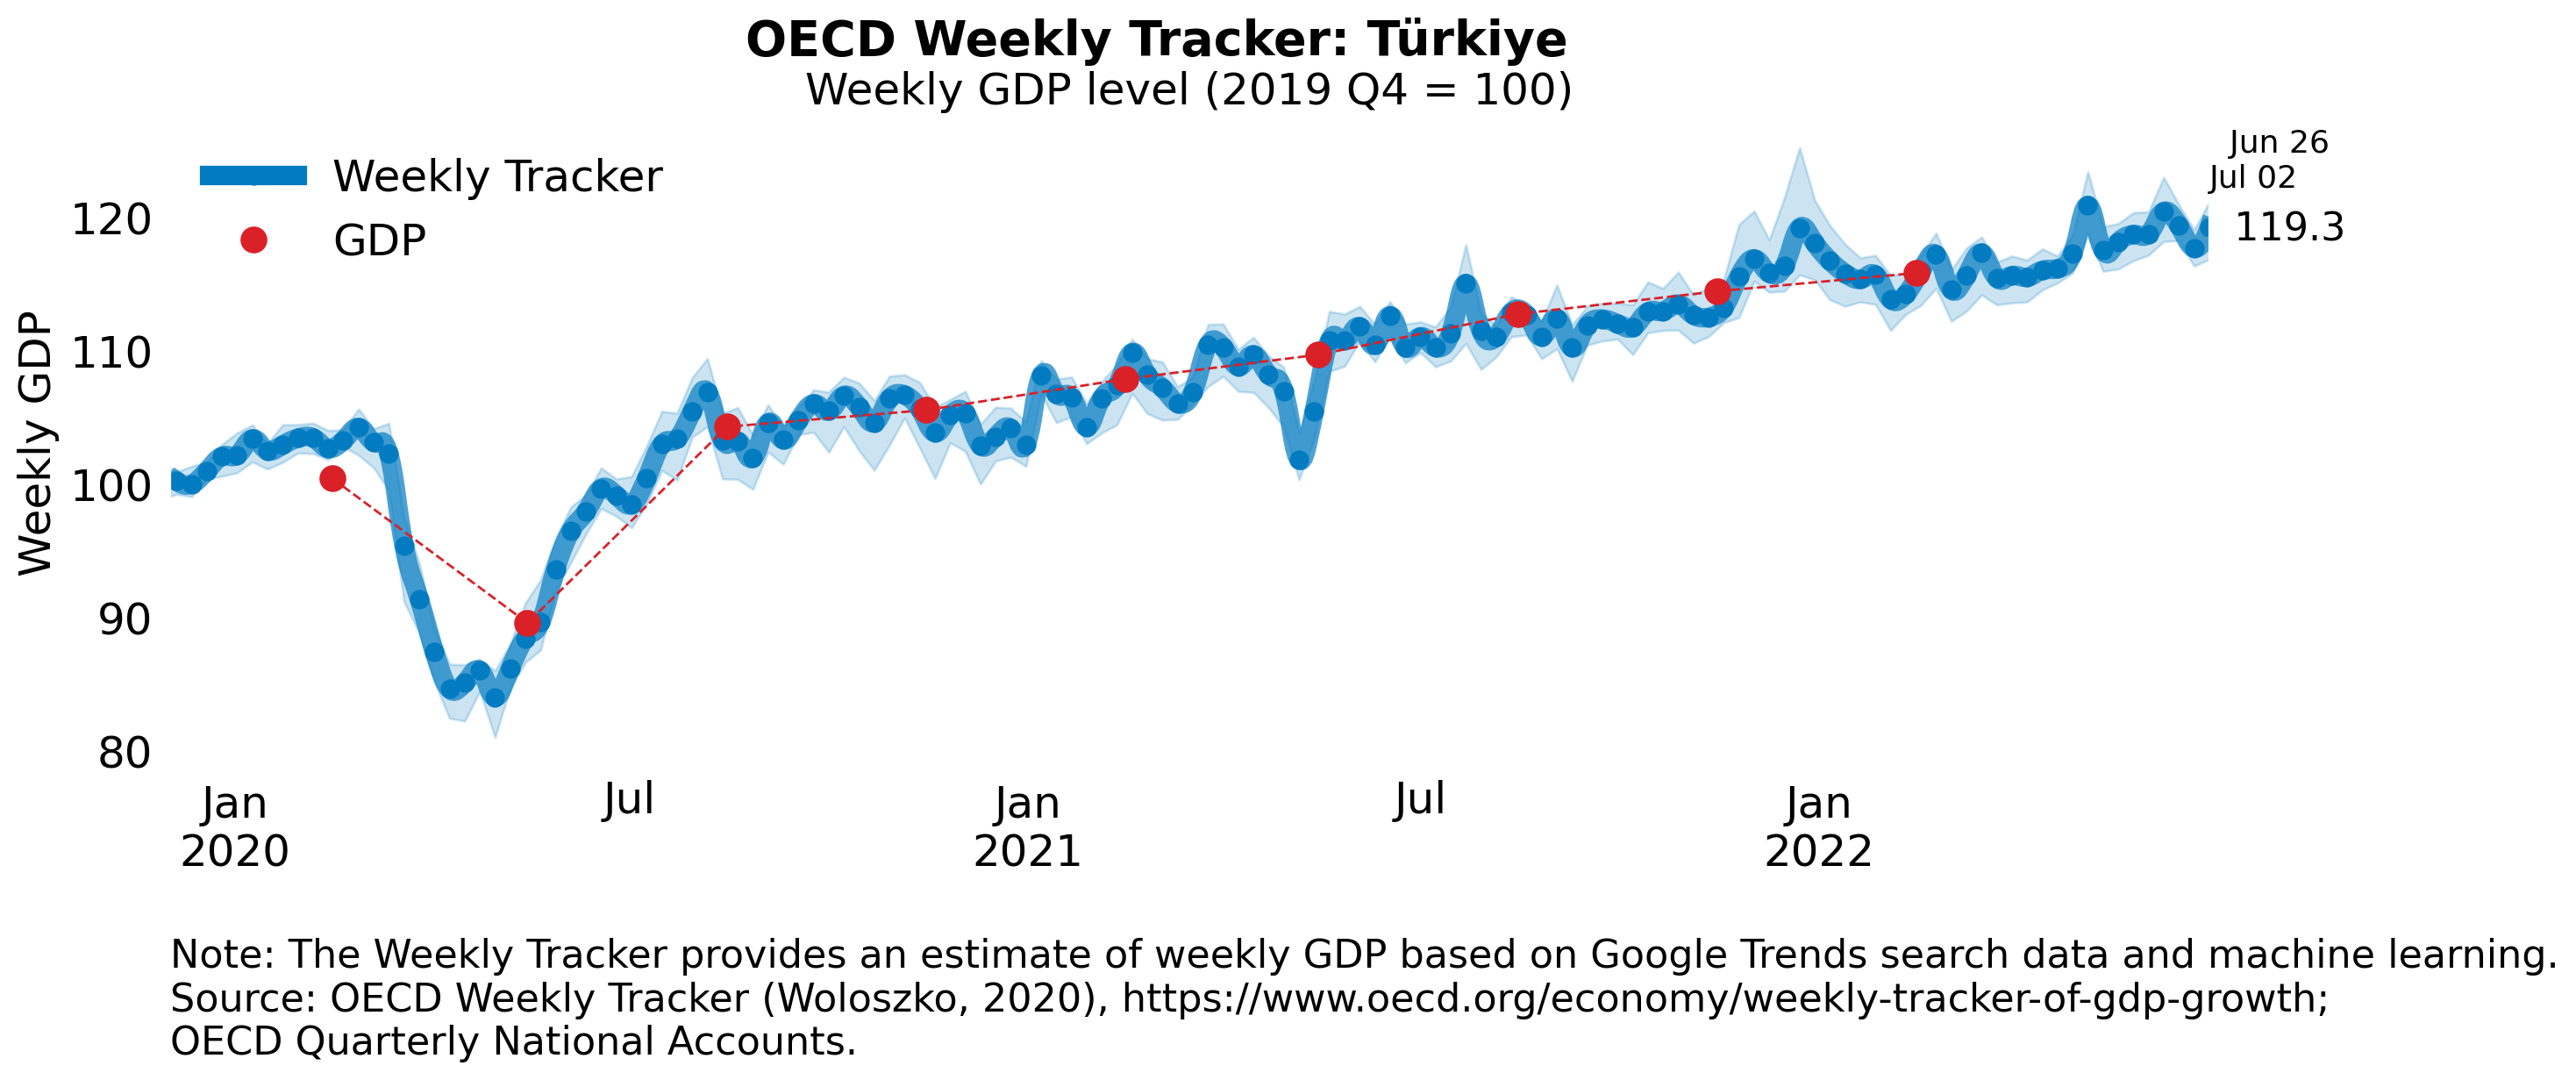 OECD Weekly Tracker: Türkiye
Weekly GDP level (2019 Q4 = 100)
Weekly Tracker
GDP
Jun 26
Jul 02
119.3
Weekly GDP
120
110
100
90
80
Jan
2020
Jul
Jan
2021
Jul
Jan
2022
Note: The Weekly Tracker provides an estimate of weekly GDP based on Google Trends search data and machine learning.
Source: OECD Weekly Tracker (Woloszko, 2020), https://www.oecd.org/economy/weekly-tracker-of-gdp-growth;
OECD Quarterly National Accounts.